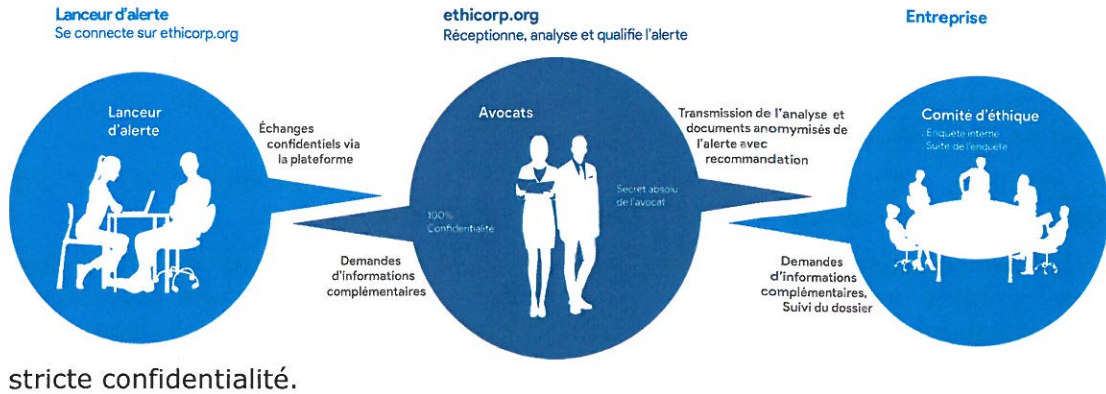 Lanceur d'alerte
Se connecte sur ethicorp.org
ethicorp.org
Réceptionne, analyse et qualifie l'alerte
Entreprise
Lanceur
d'alerte
Échanges
confidentiels via
la plateforme
Demandes
d'informations
complémentaires
Avocats
100%
Confidentialité
Secret absolu
de l'avocat
Transmission de l'analyse et
documents anomymisés de
l'alerte avec
recommandation
Demandes
d'informations
complémentaires,
Suivi du dossier
Comité d'éthique
. Enquête interne
. Suite de l'enquête
stricte confidentialité.